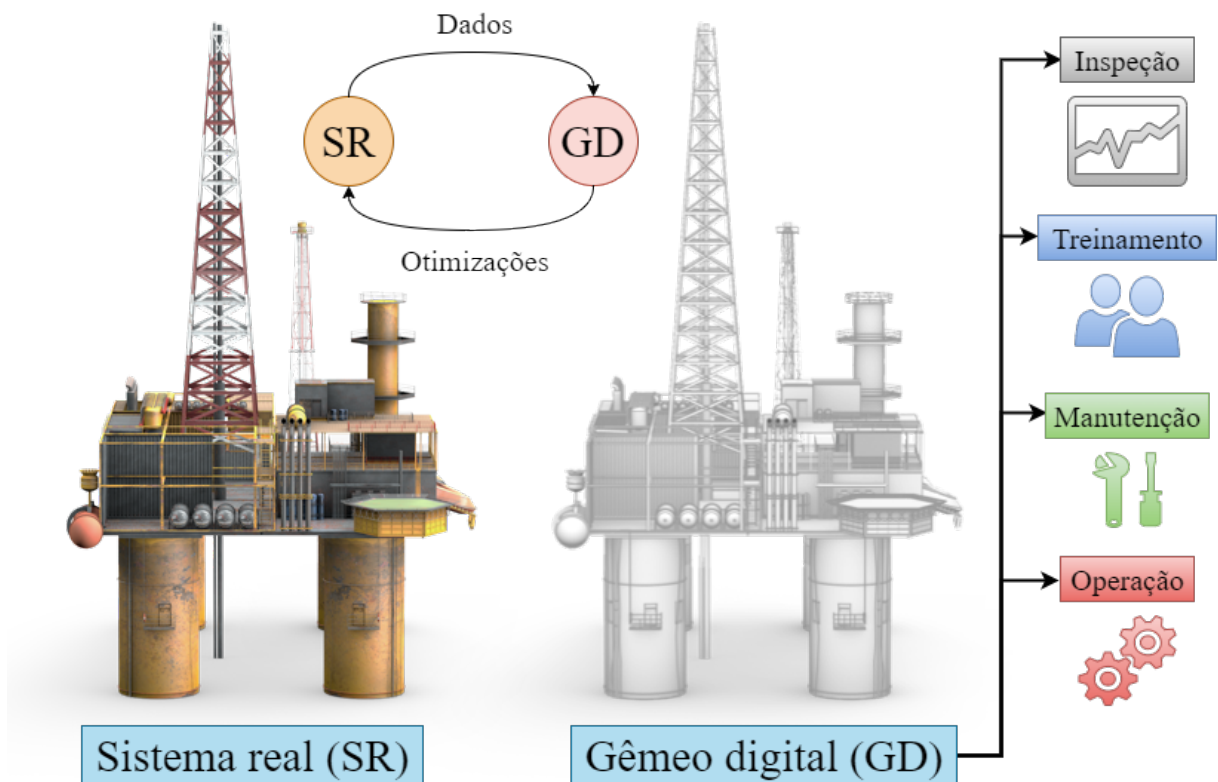 Dados
SR
GD
Otimizações
Inspeção
Treinamento
Manutenção
Operação
Sistema real (SR)
Gêmeo digital (GD)